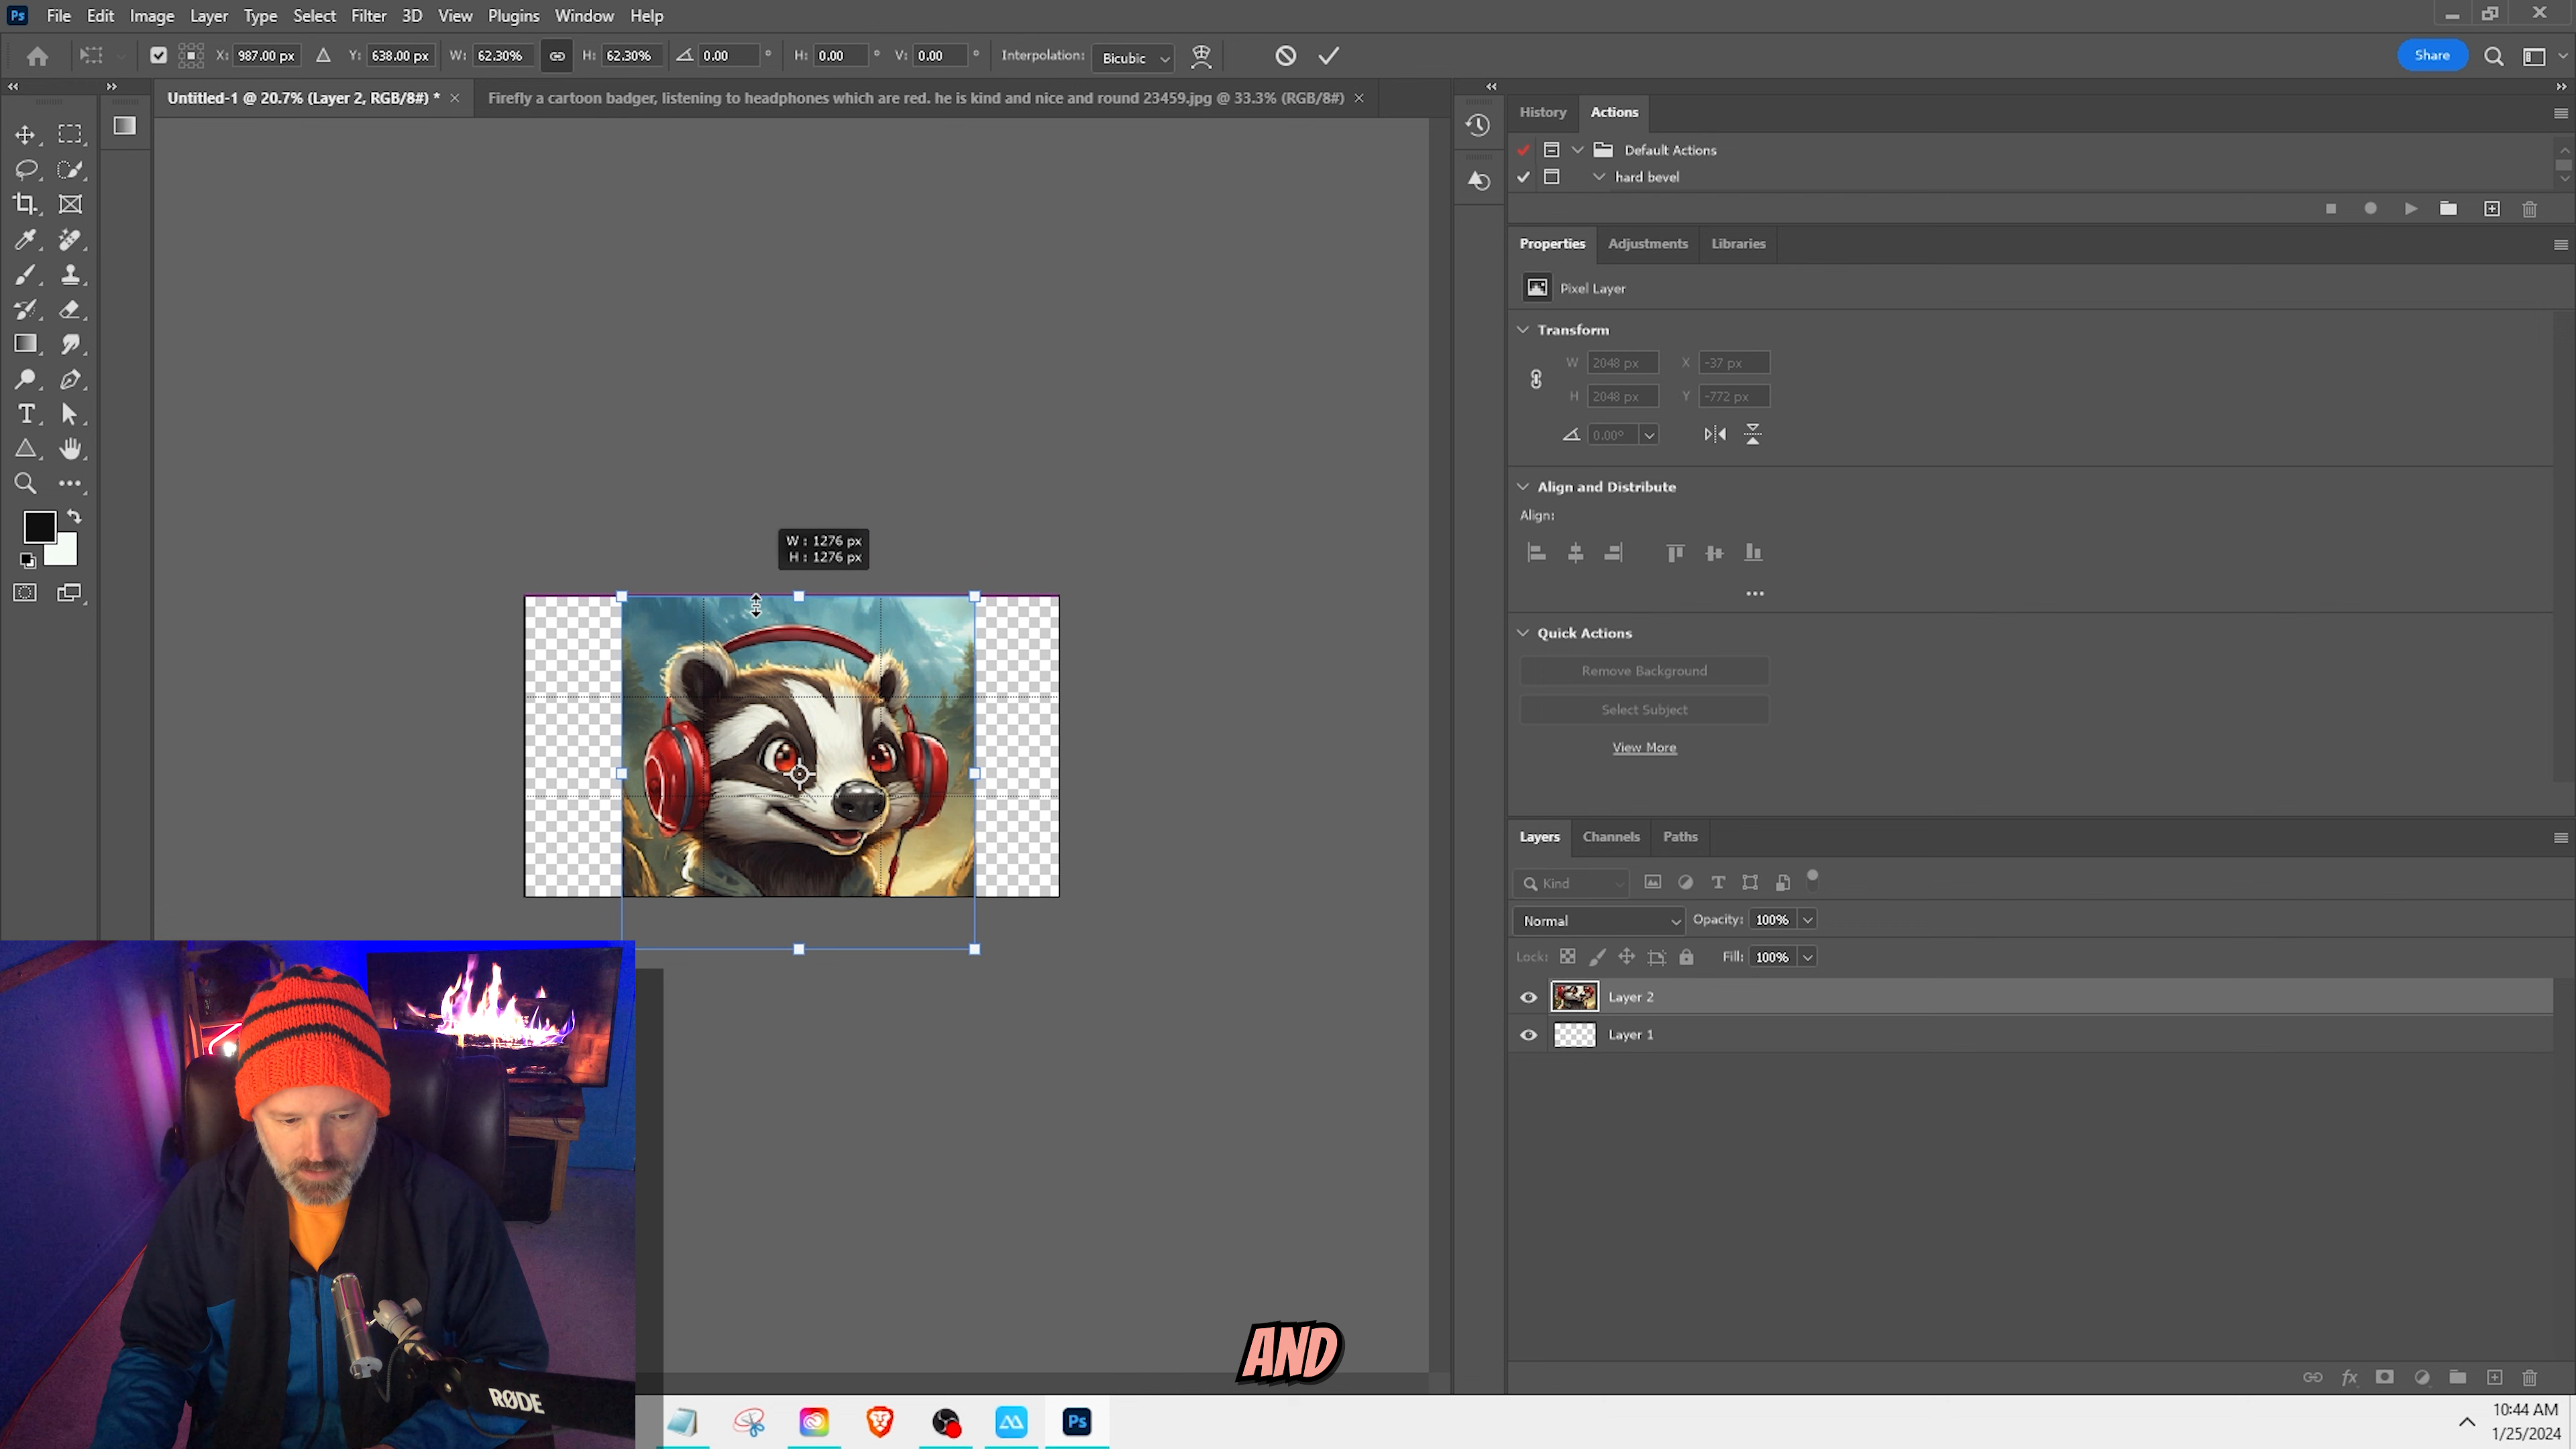 Ps File Edit Image Layer Type Select Filter 3D View Plugins Window Help
X: 987.00 px Y: 638.00 px W: 62.30% H: 62.30% 0.00 ° H: 0.00 ° V: 0.00 ° Interpolation: Bicubic Share
Untitled-1 @ 20.7% (Layer 2, RGB/8#) * × Firefly a cartoon badger, listening to headphones which are red. he is kind and nice and round 23459.jpg @ 33.3% (RGB/8#) ×
History Actions
Default Actions
hard bevel
Properties Adjustments Libraries
Pixel Layer
Transform
W 2048 px X -37 px
H 2048 px Y -772 px
0.00°
Align and Distribute
Align:
W : 1276 px
H : 1276 px
Quick Actions
Remove Background
Select Subject
View More
Layers Channels Paths
Kind
Normal Opacity: 100%
Lock: Fill: 100%
Layer 2
Layer 1
AND
RØDE
Ps
10:44 AM
1/25/2024